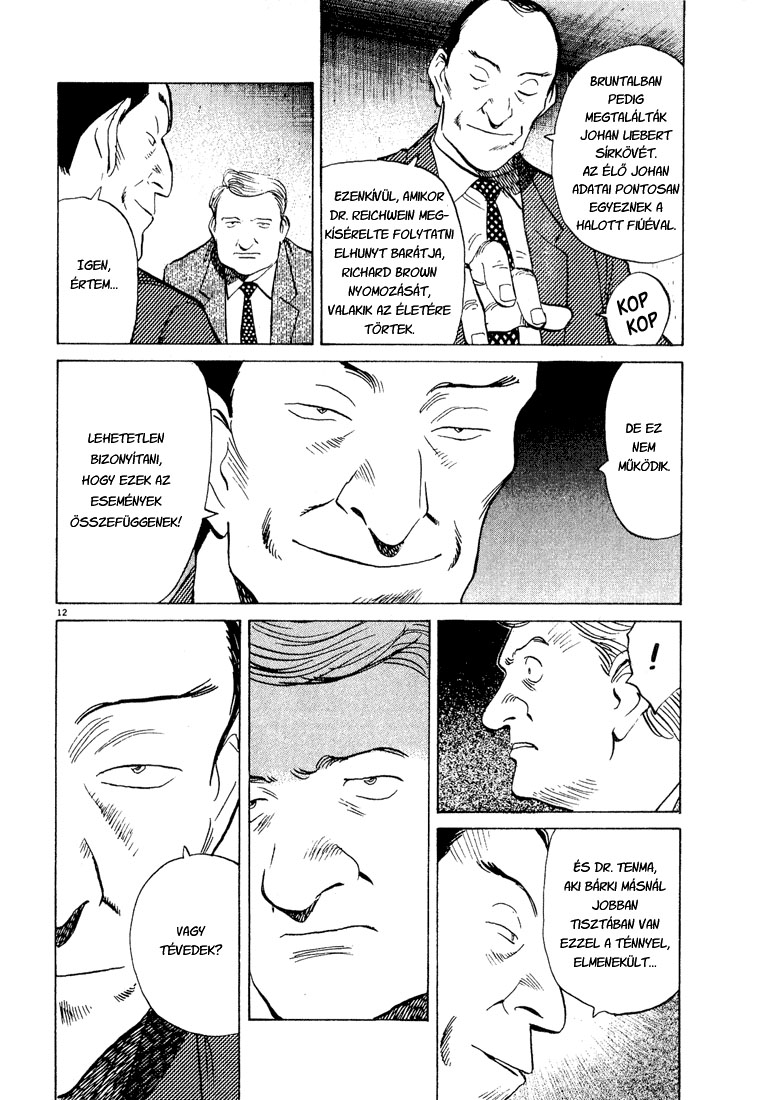 BRUNTALBAN
PEDIG
MEGTALÁLTÁK
JOHAN LIEBERT
SÍRKÖVÉT.
AZ ÉLŐ JOHAN
ADATAI PONTOSAN
EGYEZNEK A
HALOTT FIÚÉVAL.
EZENKÍVÜL, AMIKOR
DR. REICHWEIN MEG-
KÍSÉRELTE FOLYTATNI
ELHUNYT BARÁTJA,
RICHARD BROWN
NYOMOZÁSÁT,
VALAKIK AZ ÉLETÉRE
TÖRTEK.
KOP
KOP
IGEN,
ÉRTEM...
DE EZ
NEM
MŰKÖDIK.
LEHETETLEN
BIZONYÍTANI,
HOGY EZEK AZ
ESEMÉNYEK
ÖSSZEFÜGGENEK!
12
!
ÉS DR. TENMA,
AKI BÁRKI MÁSNÁL
JOBBAN
TISZTÁBAN VAN
EZZEL A TÉNNYEL,
ELMENEKÜLT...
VAGY
TÉVEDEK?